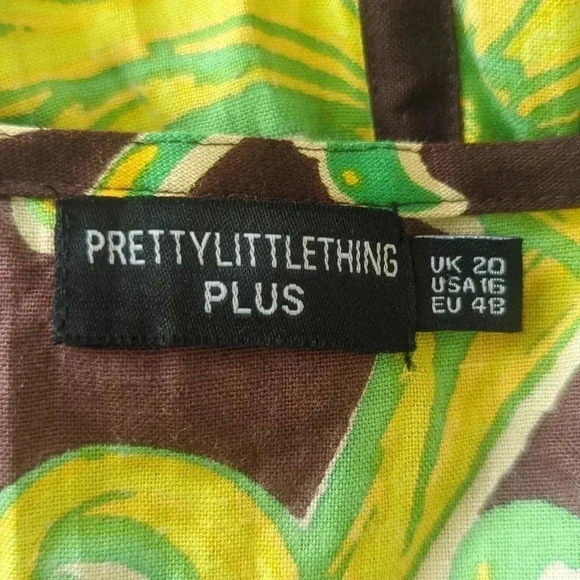 PRETTYLITTLETHING
PLUS
UK 20
USA 16
EU 48